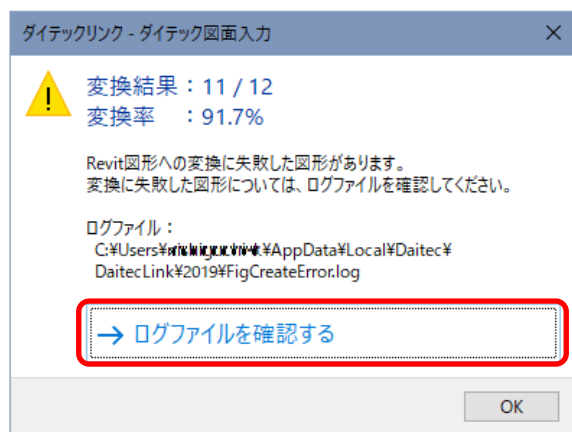 ダイテックリンク - ダイテック図面入力
変換結果：11 / 12
変換率　：91.7%
Revit図形への変換に失敗した図形があります。
変換に失敗した図形については、ログファイルを確認してください。
ログファイル：
C:¥Users¥ ¥AppData¥Local¥Daitec¥
DaitecLink¥2019¥FigCreateError.log
→ ログファイルを確認する
OK